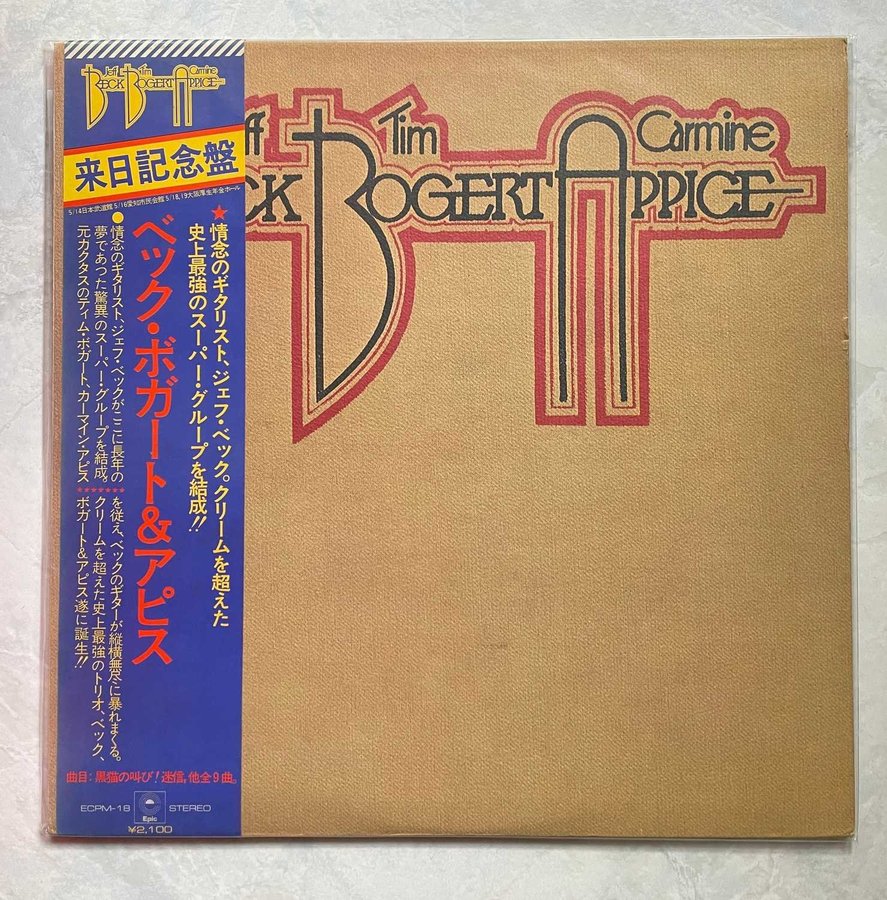 Jeff Tim Carmine
BECK BOGERT APPICE
来日記念盤
5/14日本武道館 5/16愛知市民会館 5/18,19大阪厚生年金ホール
★情念のギタリスト、ジェフ・ベック。クリームを超えた
史上最強のスーパー・グループを結成!!
ベック・ボガート&アピス
●情念のギタリスト、ジェフ・ベックがここに長年の
夢であった驚異のスーパー・グループを結成。
元カクタスのティム・ボガート、カーマイン・アピス
★★★★★★★
を従え、ベックのギターが縦横無尽に暴れまくる。
クリームを超えた史上最強のトリオ、ベック、
ボガート&アピス遂に誕生!!
曲目:黒猫の叫び!迷信,他全9曲。
ECPM-18 Epic STEREO
¥2,100
ff Tim Carmine
CK BOGERT APPICE